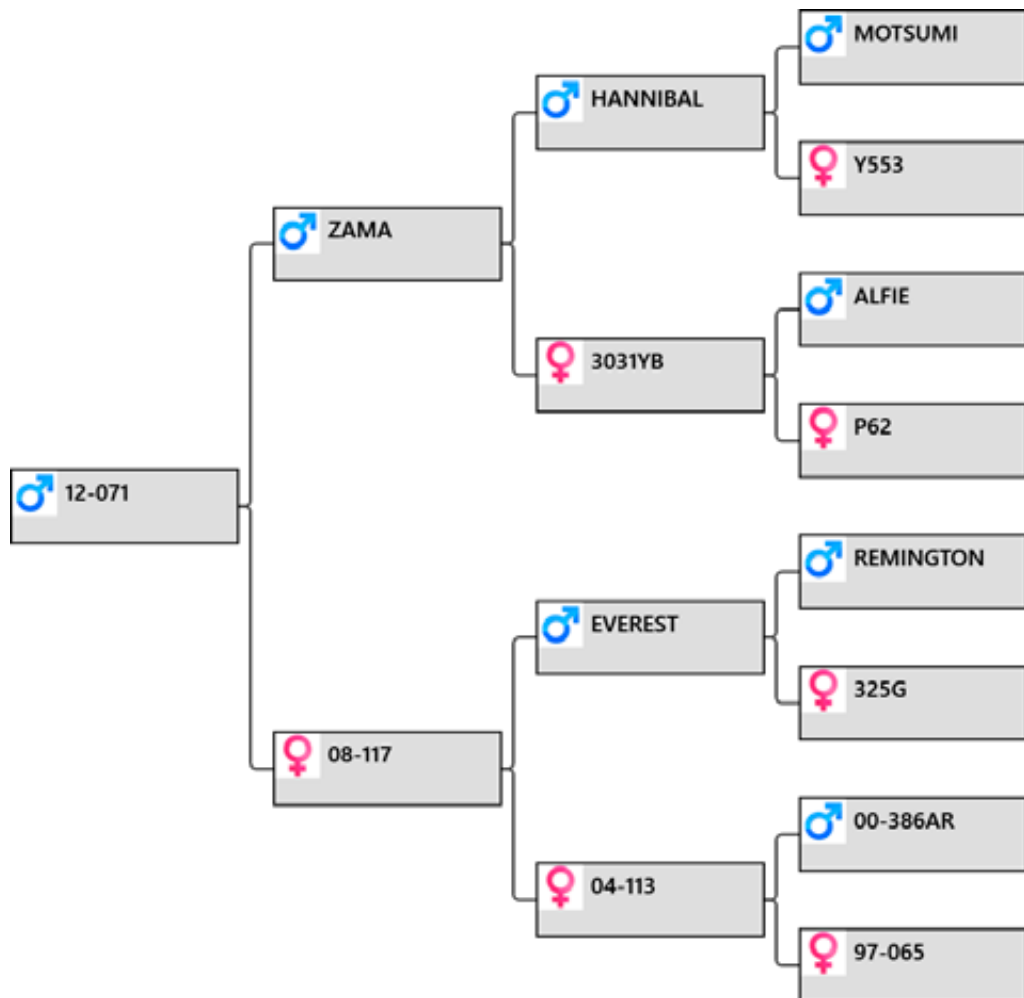 MOTSUMI
HANNIBAL
Y553
ZAMA
ALFIE
3031YB
P62
12-071
REMINGTON
EVEREST
325G
08-117
00-386AR
04-113
97-065